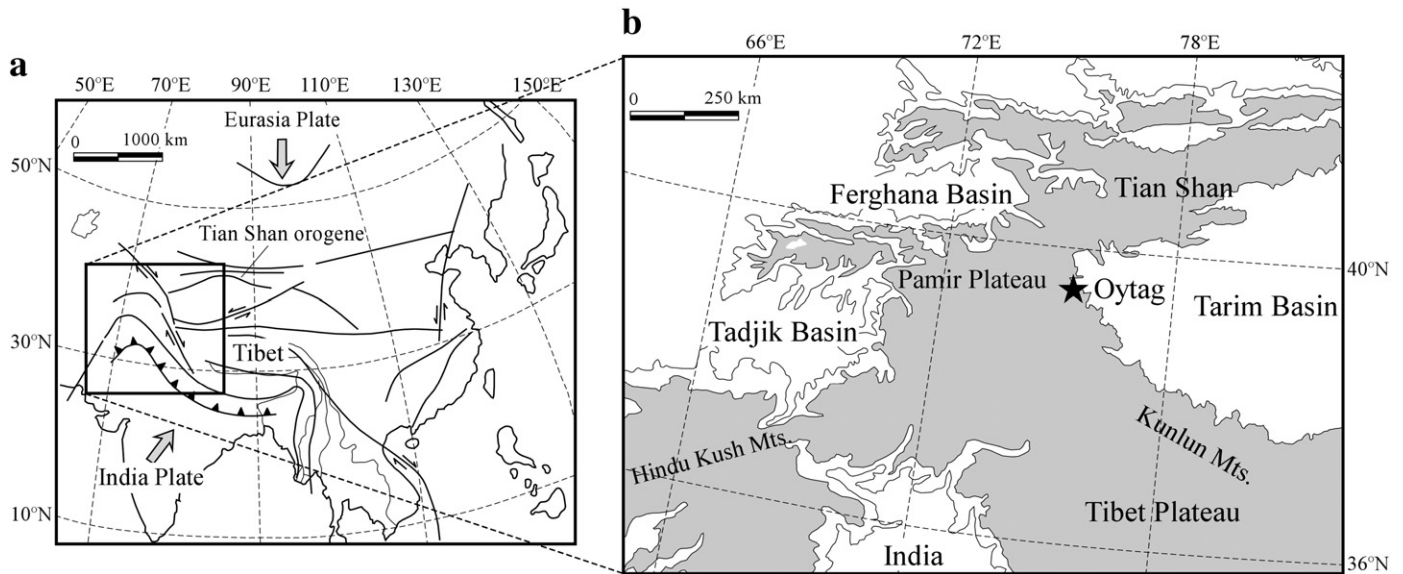 a
50°E 70°E 90°E 110°E 130°E 150°E
0 1000 km
Eurasia Plate
50°N
Tian Shan orogene
30°N
Tibet
India Plate
10°N
b
66°E 72°E 78°E
0 250 km
Ferghana Basin
Tian Shan
40°N
Pamir Plateau
Oytag
Tarim Basin
Tadjik Basin
Hindu Kush Mts.
Kunlun Mts.
Tibet Plateau
India
36°N